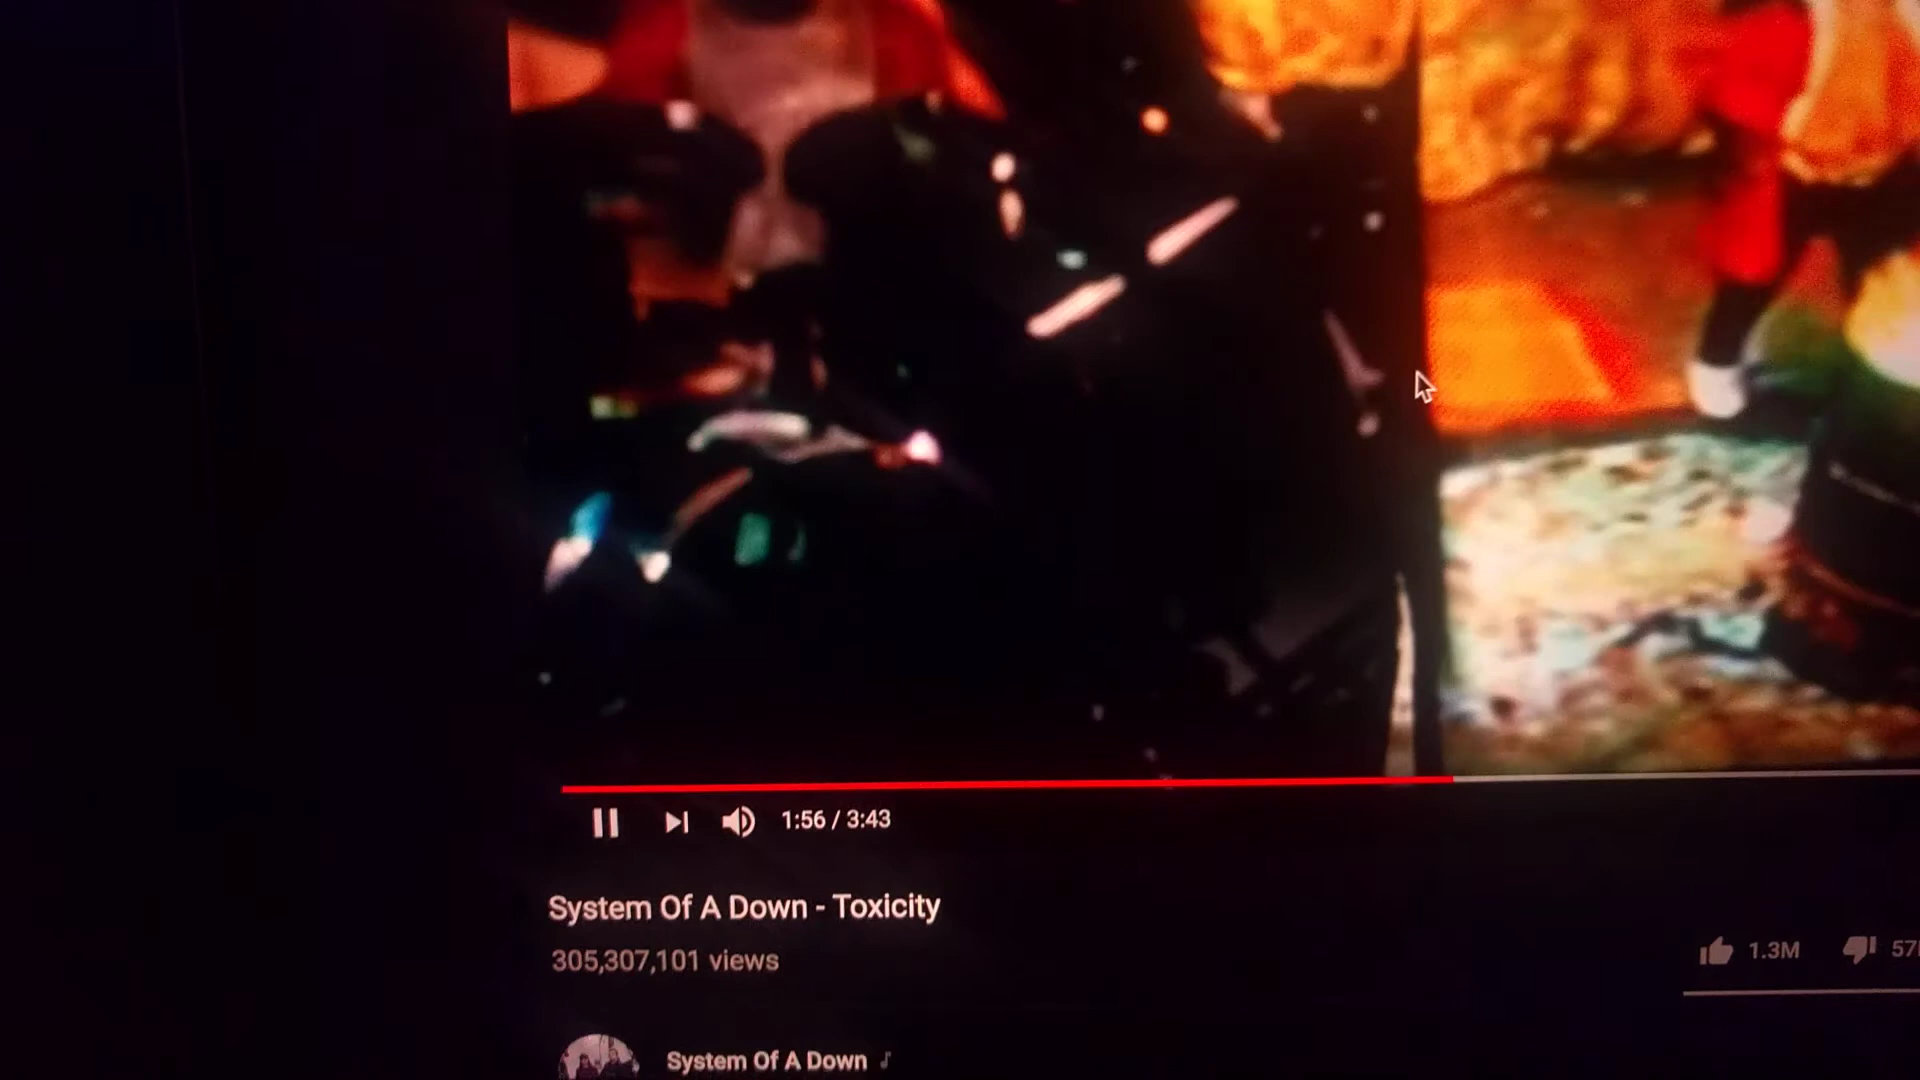 1:56 / 3:43
System Of A Down - Toxicity
305,307,101 views
1.3M
System Of A Down ♪